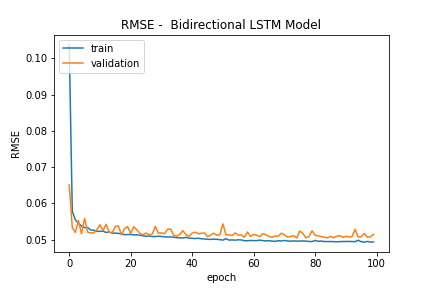 RMSE -  Bidirectional LSTM Model
train
validation
0.10
0.09
0.08
0.07
0.06
0.05
RMSE
0 20 40 60 80 100
epoch